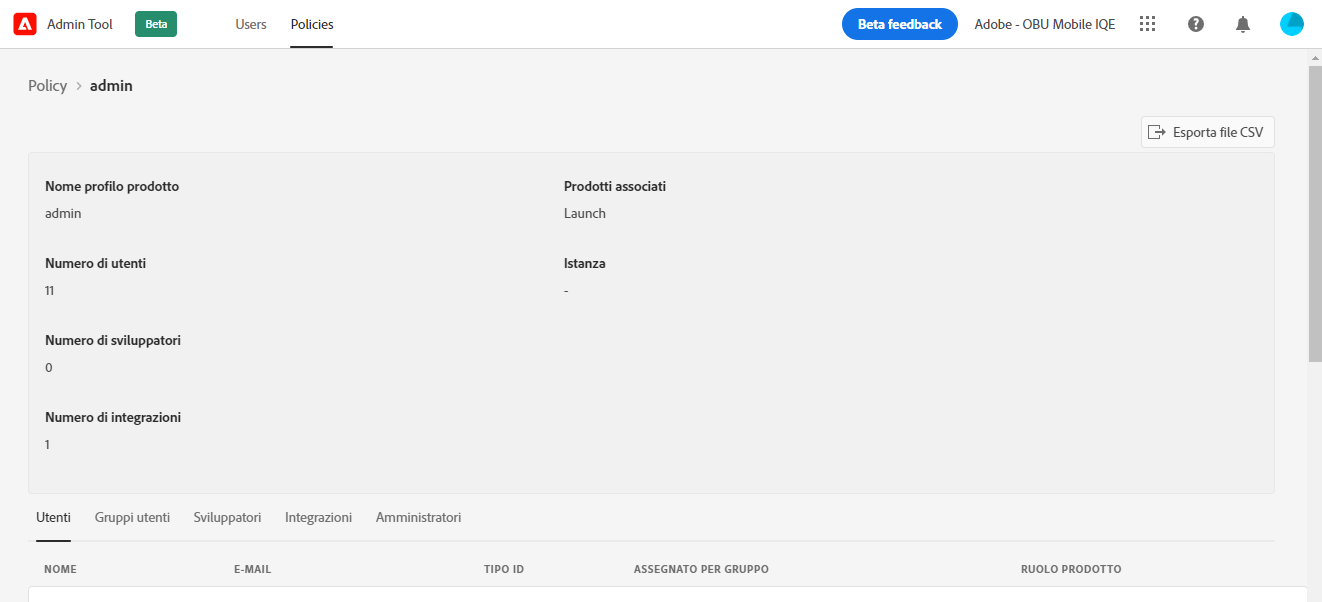 Admin Tool Beta Users Policies Beta feedback Adobe - OBU Mobile IQE
Policy > admin
Esporta file CSV
Nome profilo prodotto Prodotti associati
admin Launch
Numero di utenti Istanza
11 -
Numero di sviluppatori
0
Numero di integrazioni
1
Utenti Gruppi utenti Sviluppatori Integrazioni Amministratori
NOME E-MAIL TIPO ID ASSEGNATO PER GRUPPO RUOLO PRODOTTO